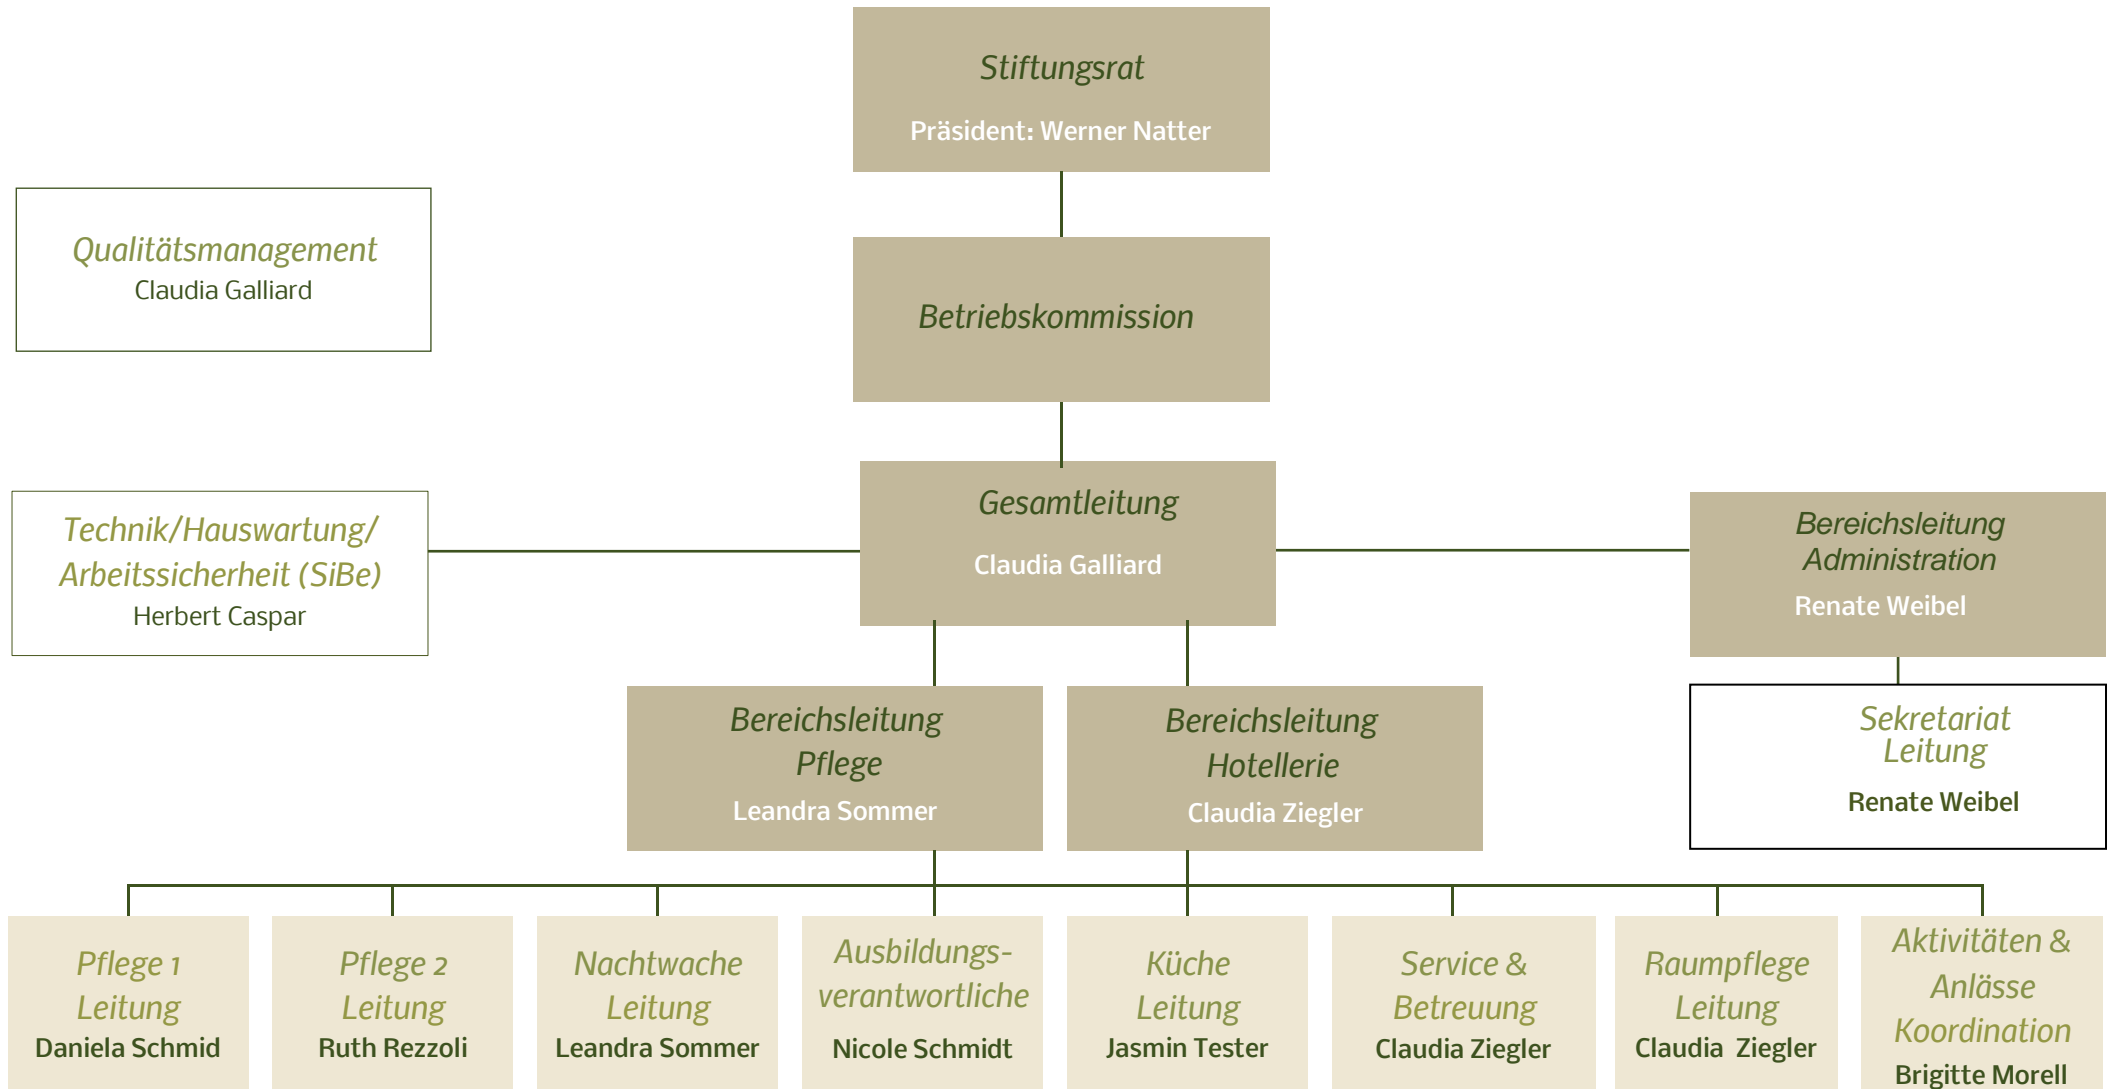 Stiftungsrat
Präsident: Werner Natter
Qualitätsmanagement
Claudia Galliard
Betriebskommission
Technik/Hauswartung/
Arbeitssicherheit (SiBe)
Herbert Caspar
Gesamtleitung
Claudia Galliard
Bereichsleitung
Administration
Renate Weibel
Bereichsleitung
Pflege
Leandra Sommer
Bereichsleitung
Hotellerie
Claudia Ziegler
Sekretariat
Leitung
Renate Weibel
Pflege 1
Leitung
Daniela Schmid
Pflege 2
Leitung
Ruth Rezzoli
Nachtwache
Leitung
Leandra Sommer
Ausbildungs-
verantwortliche
Nicole Schmidt
Küche
Leitung
Jasmin Tester
Service &
Betreuung
Claudia Ziegler
Raumpflege
Leitung
Claudia Ziegler
Aktivitäten &
Anlässe
Koordination
Brigitte Morell